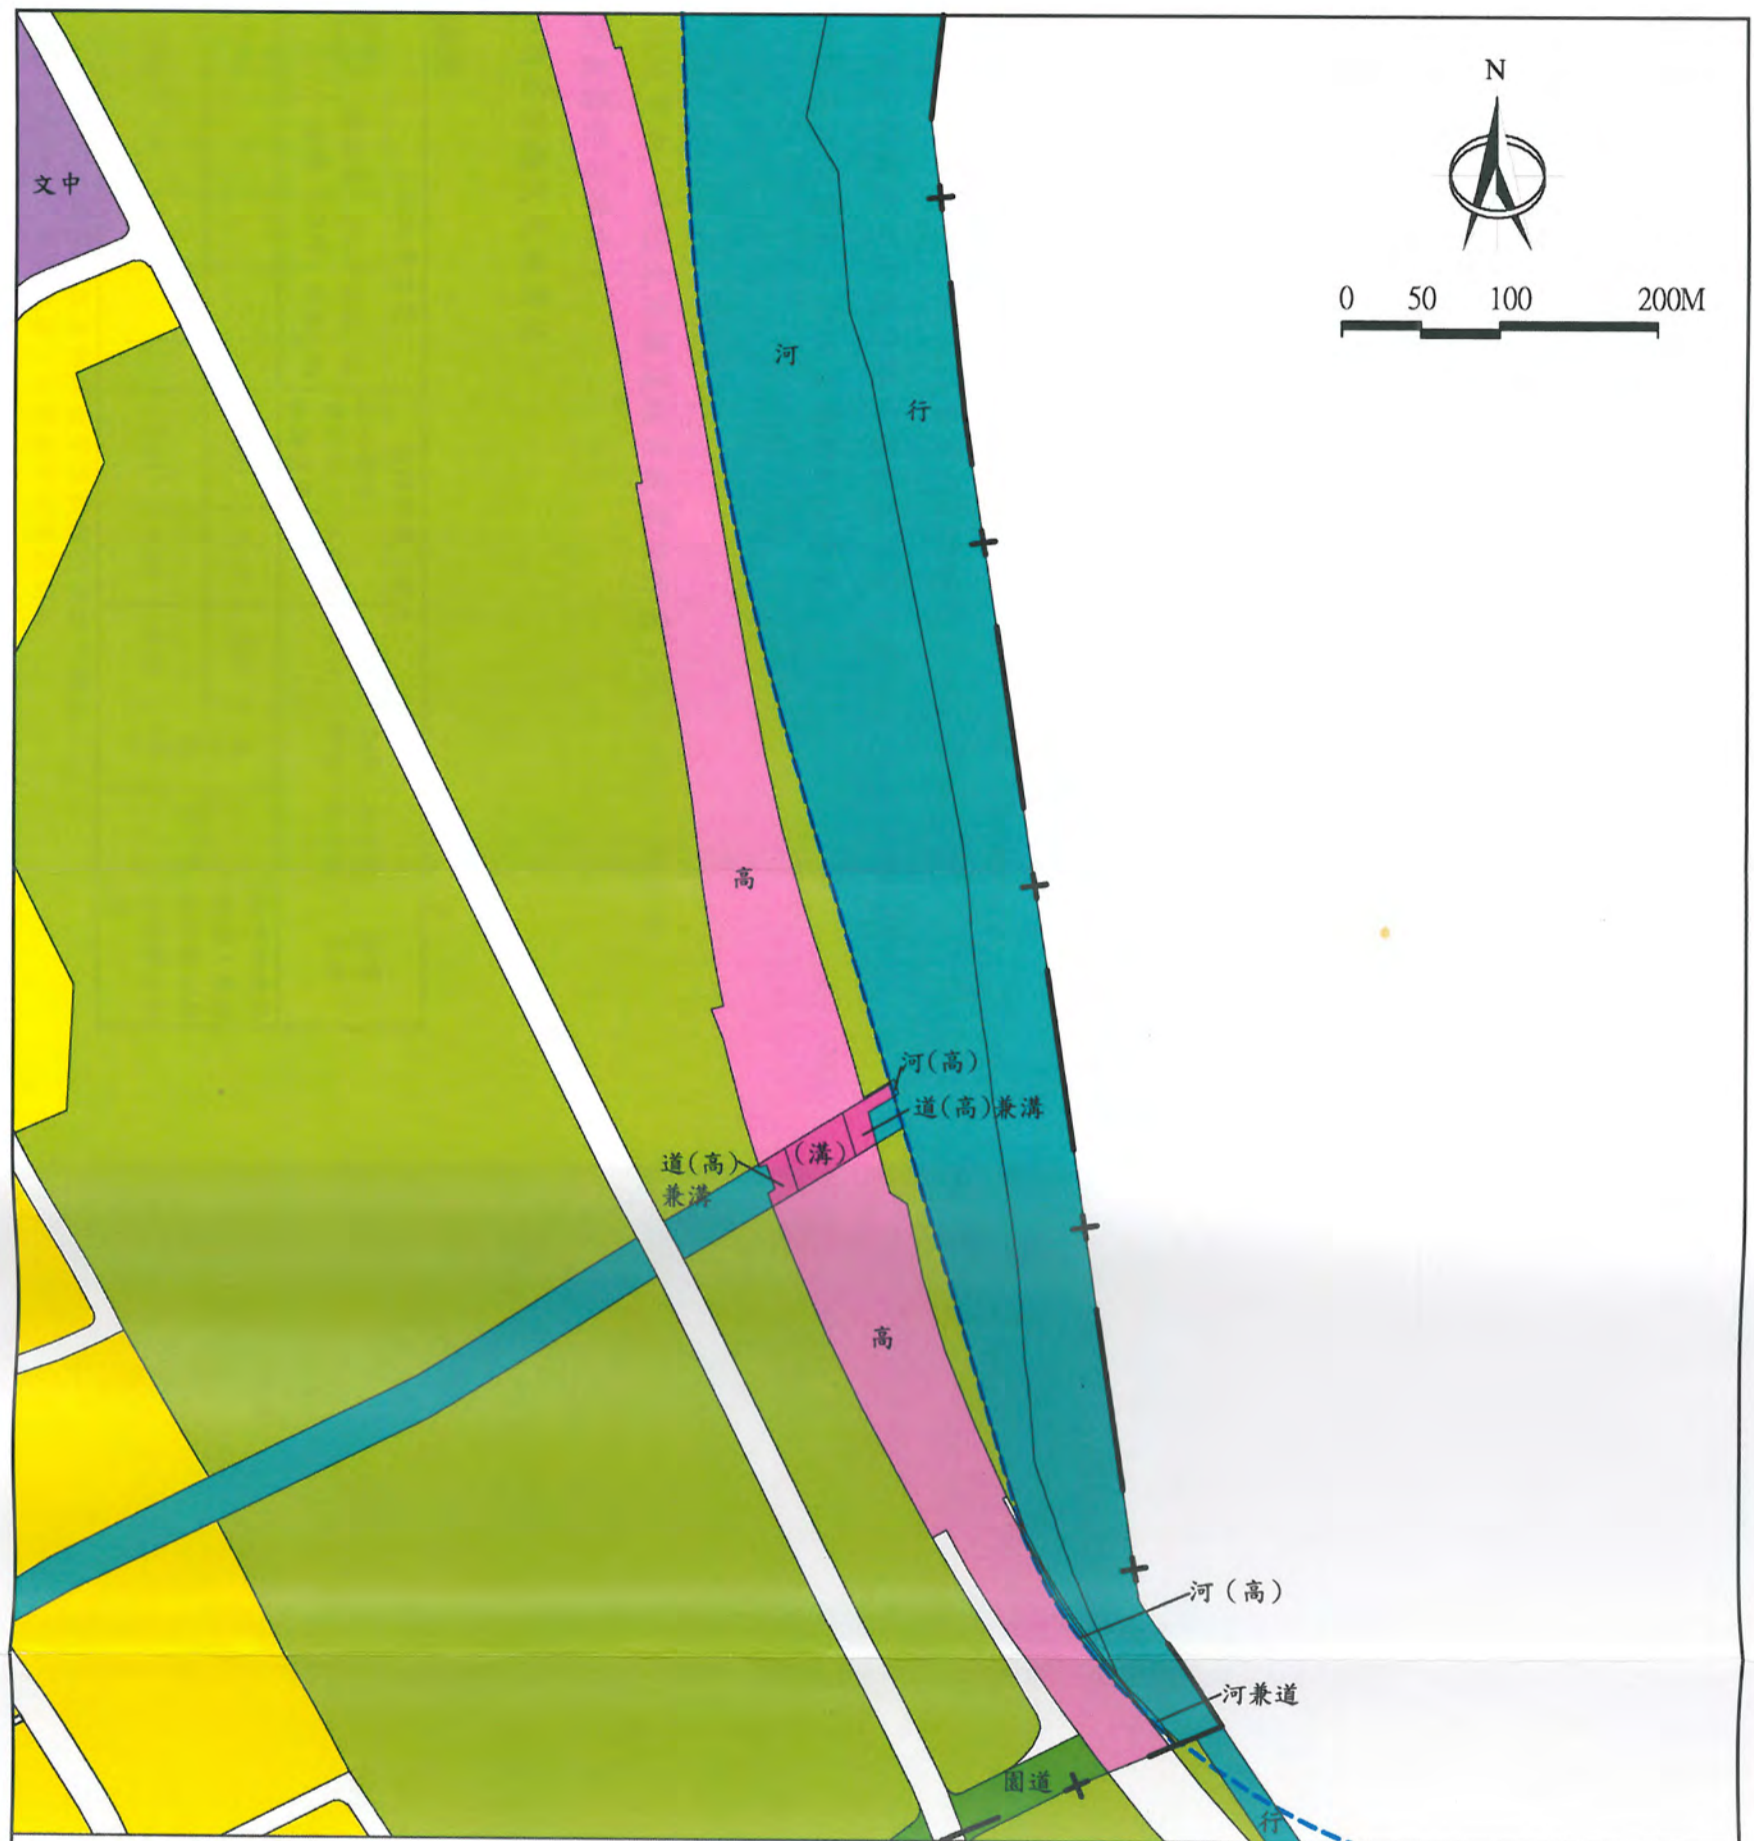 N
0 50 100 200M
文中
河
行
高
河(高)
道(高)兼溝
(溝)
道(高)
兼溝
高
河(高)
河兼道
園道
行